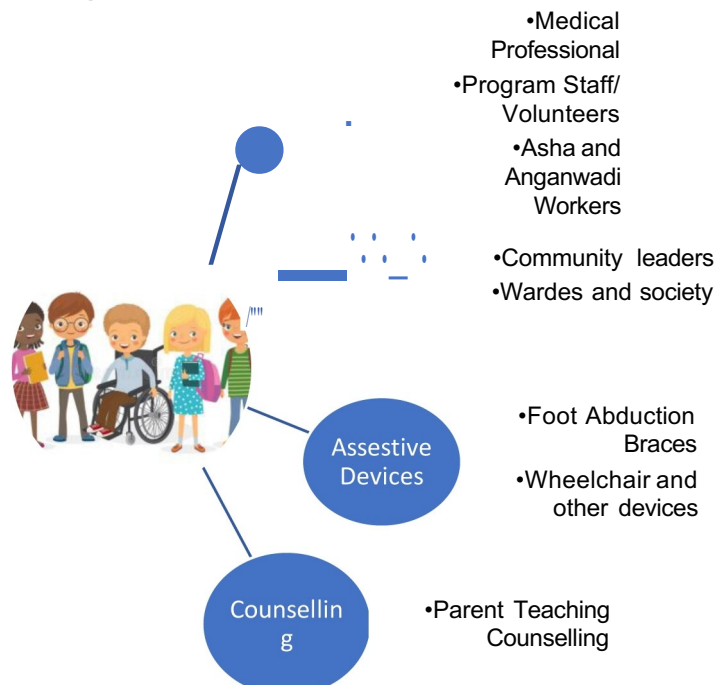 •Medical
Professional
•Program Staff/
Volunteers
•Asha and
Anganwadi
Workers
•Community leaders
•Wardes and society
Assestive
Devices
•Foot Abduction
Braces
•Wheelchair and
other devices
Counsellin
g
•Parent Teaching
Counselling